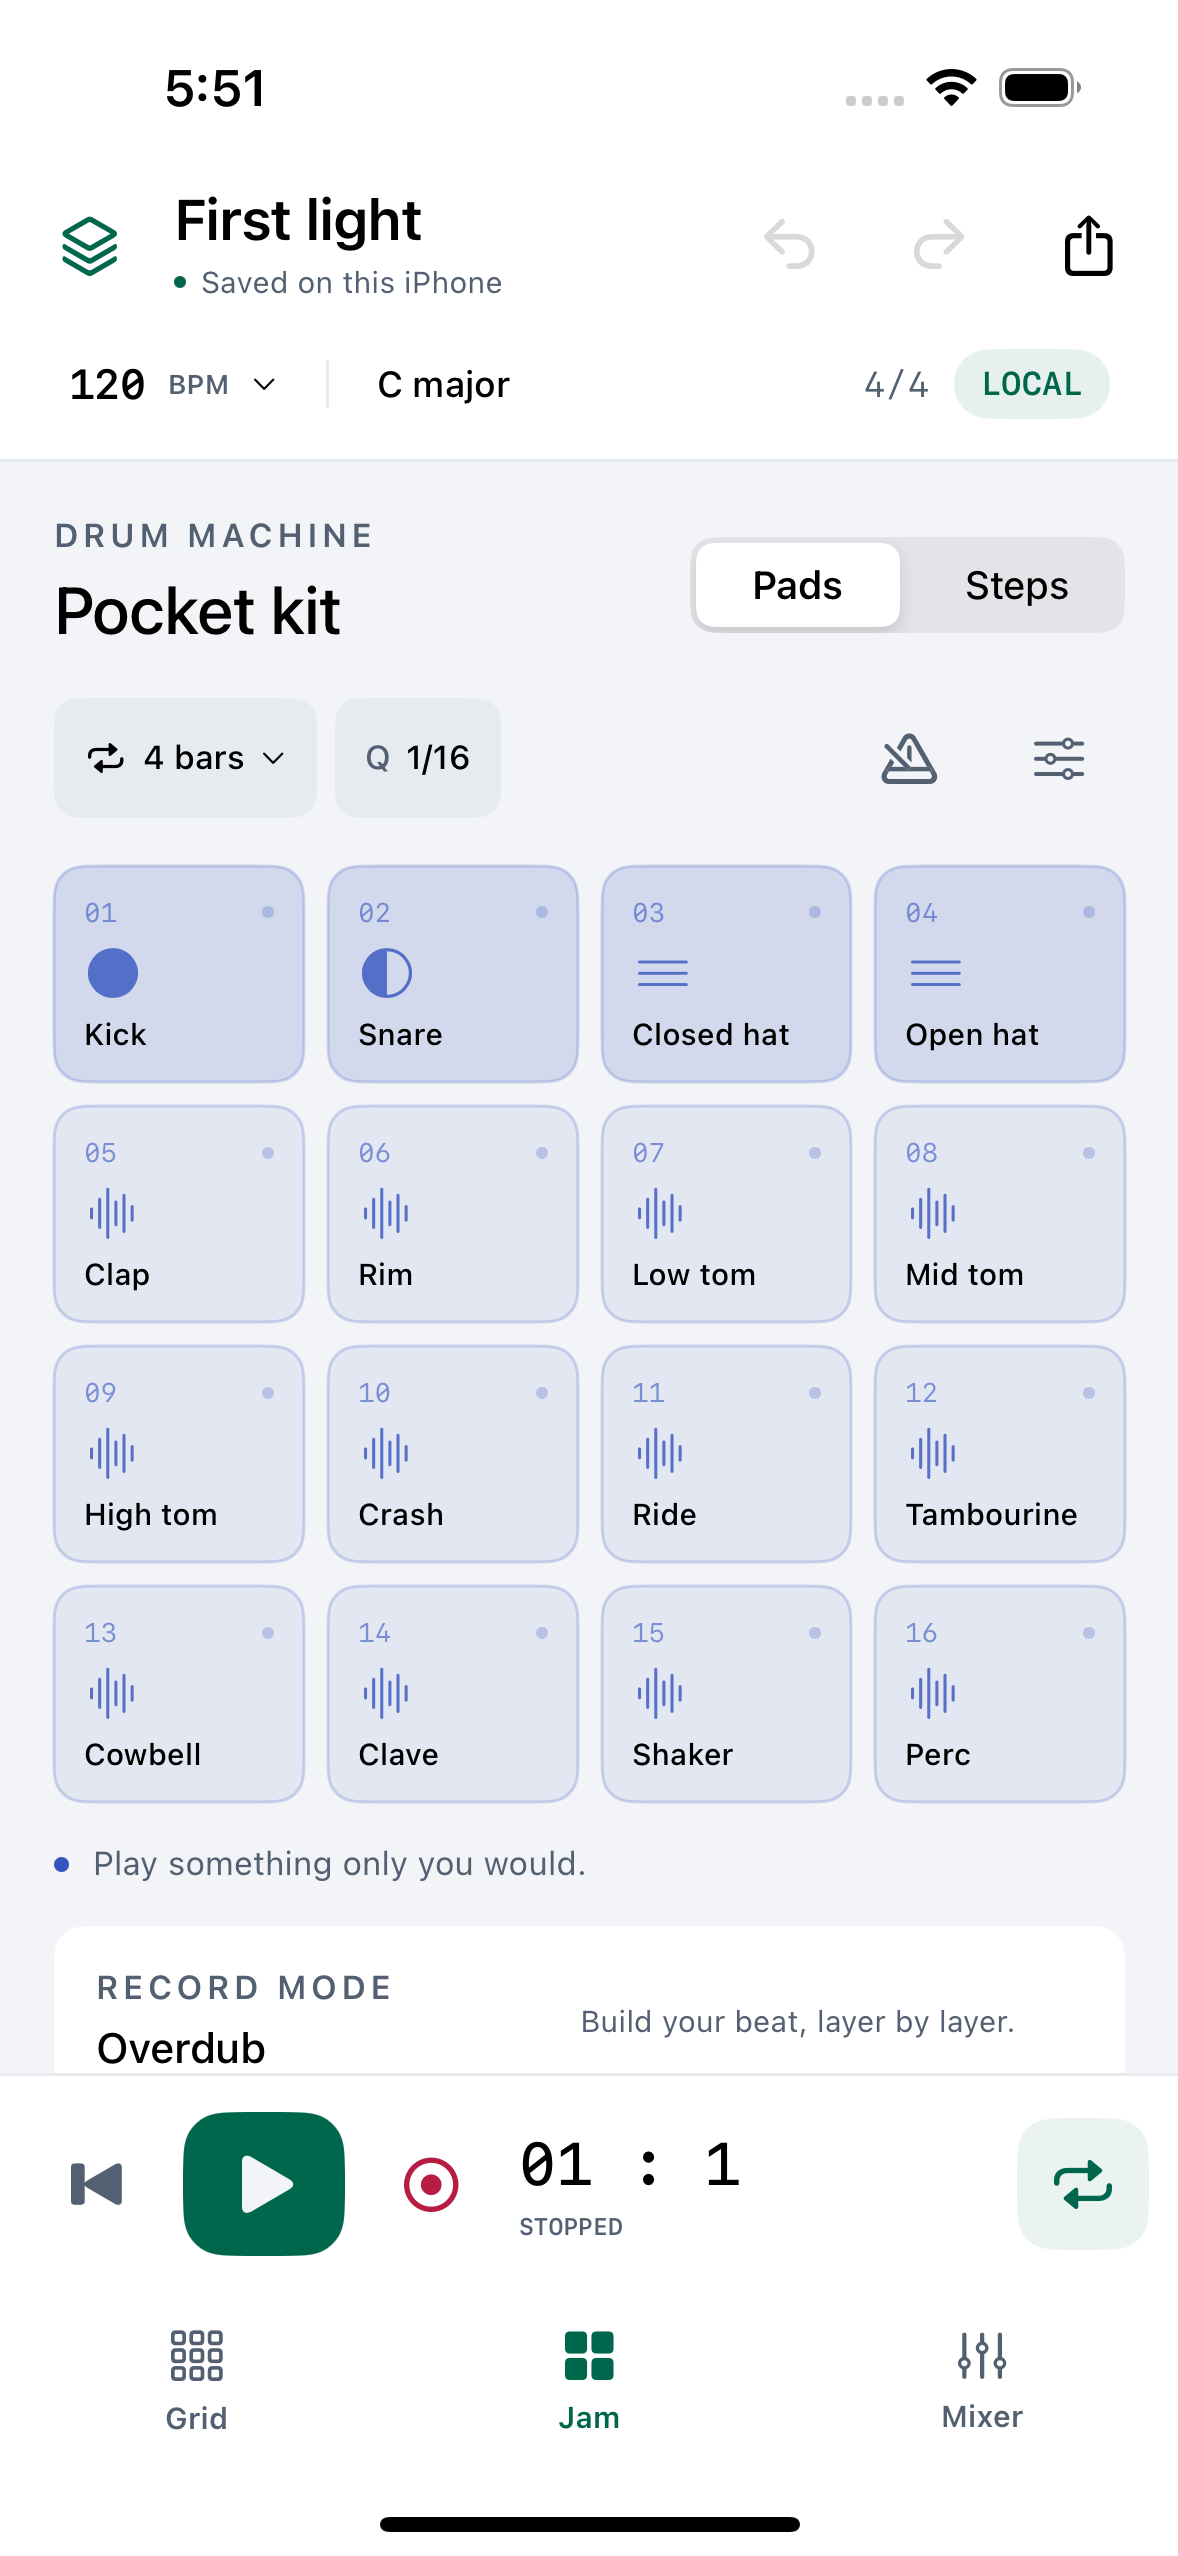 5:51
First light
Saved on this iPhone
120 BPM
C major
4/4
LOCAL
DRUM MACHINE
Pocket kit
Pads
Steps
4 bars
Q 1/16
01
02
03
04
Kick
Snare
Closed hat
Open hat
05
06
07
08
Clap
Rim
Low tom
Mid tom
09
10
11
12
High tom
Crash
Ride
Tambourine
13
14
15
16
Cowbell
Clave
Shaker
Perc
Play something only you would.
RECORD MODE
Overdub
Build your beat, layer by layer.
01 : 1
STOPPED
Grid
Jam
Mixer